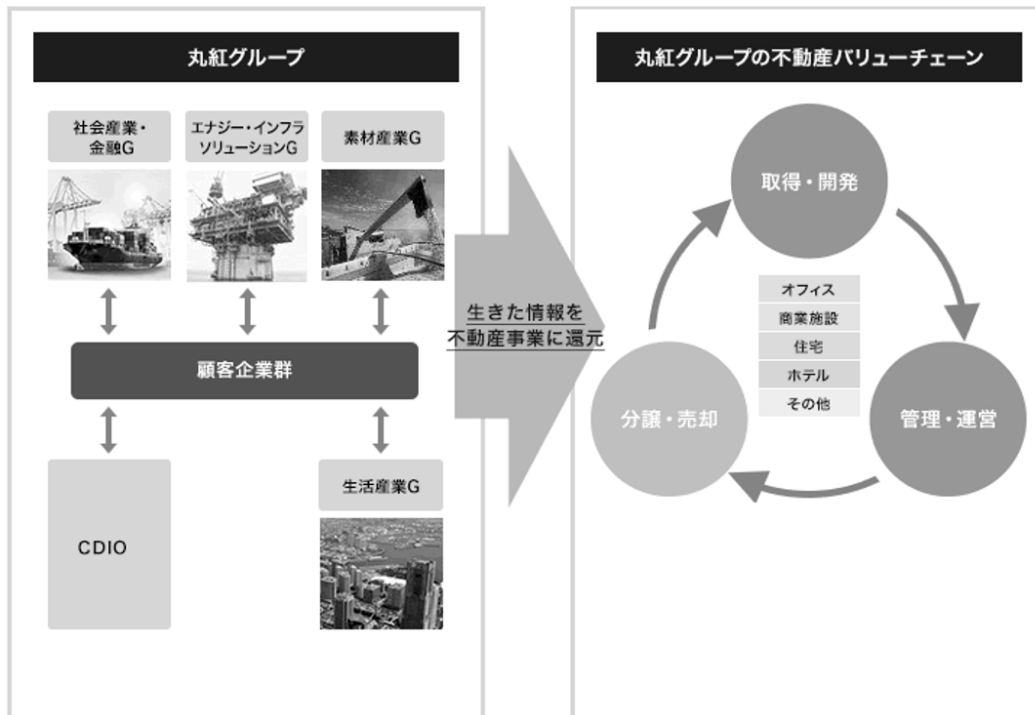 丸紅グループ
社会産業・
金融G
エナジー・インフラ
ソリューションG
素材産業G
顧客企業群
CDIO
生活産業G
生きた情報を
不動産事業に還元
丸紅グループの不動産バリューチェーン
取得・開発
オフィス
商業施設
住宅
ホテル
その他
分譲・売却
管理・運営